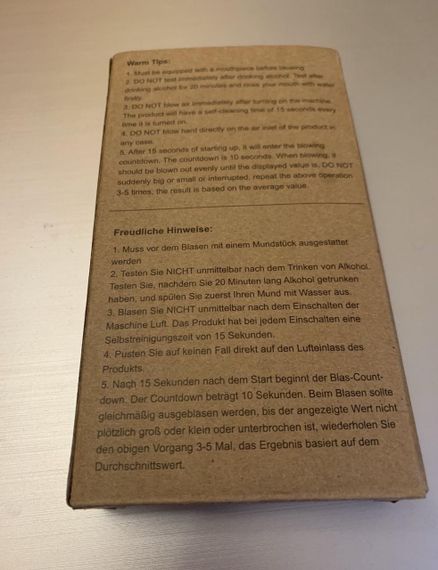 Warm Tips:
1. Must be equipped with a mouthpiece before blowing
2. DO NOT test immediately after drinking alcohol. Test after
drinking alcohol for 20 minutes and rinse your mouth with water
firstly.
3. DO NOT blow air immediately after turning on the machine.
The product will have a self-cleaning time of 15 seconds every
time it is turned on.
4. DO NOT blow hard directly on the air inlet of the product in
any case.
5. After 15 seconds of starting up, it will enter the blowing
countdown. The countdown is 10 seconds. When blowing, it
should be blown out evenly until the displayed value is, DO NOT
suddenly big or small or interrupted, repeat the above operation
3-5 times, the result is based on the average value.
Freudliche Hinweise:
1. Muss vor dem Blasen mit einem Mundstück ausgestattet
werden
2. Testen Sie NICHT unmittelbar nach dem Trinken von Alkohol.
Testen Sie, nachdem Sie 20 Minuten lang Alkohol getrunken
haben, und spülen Sie zuerst Ihren Mund mit Wasser aus.
3. Blasen Sie NICHT unmittelbar nach dem Einschalten der
Maschine Luft. Das Produkt hat bei jedem Einschalten eine
Selbstreinigungszeit von 15 Sekunden.
4. Pusten Sie auf keinen Fall direkt auf den Lufteinlass des
Produkts.
5. Nach 15 Sekunden nach dem Start beginnt der Blas-Count-
down. Der Countdown beträgt 10 Sekunden. Beim Blasen sollte
gleichmäßig ausgeblasen werden, bis der angezeigte Wert nicht
plötzlich groß oder klein oder unterbrochen ist, wiederholen Sie
den obigen Vorgang 3-5 Mal, das Ergebnis basiert auf dem
Durchschnittswert.